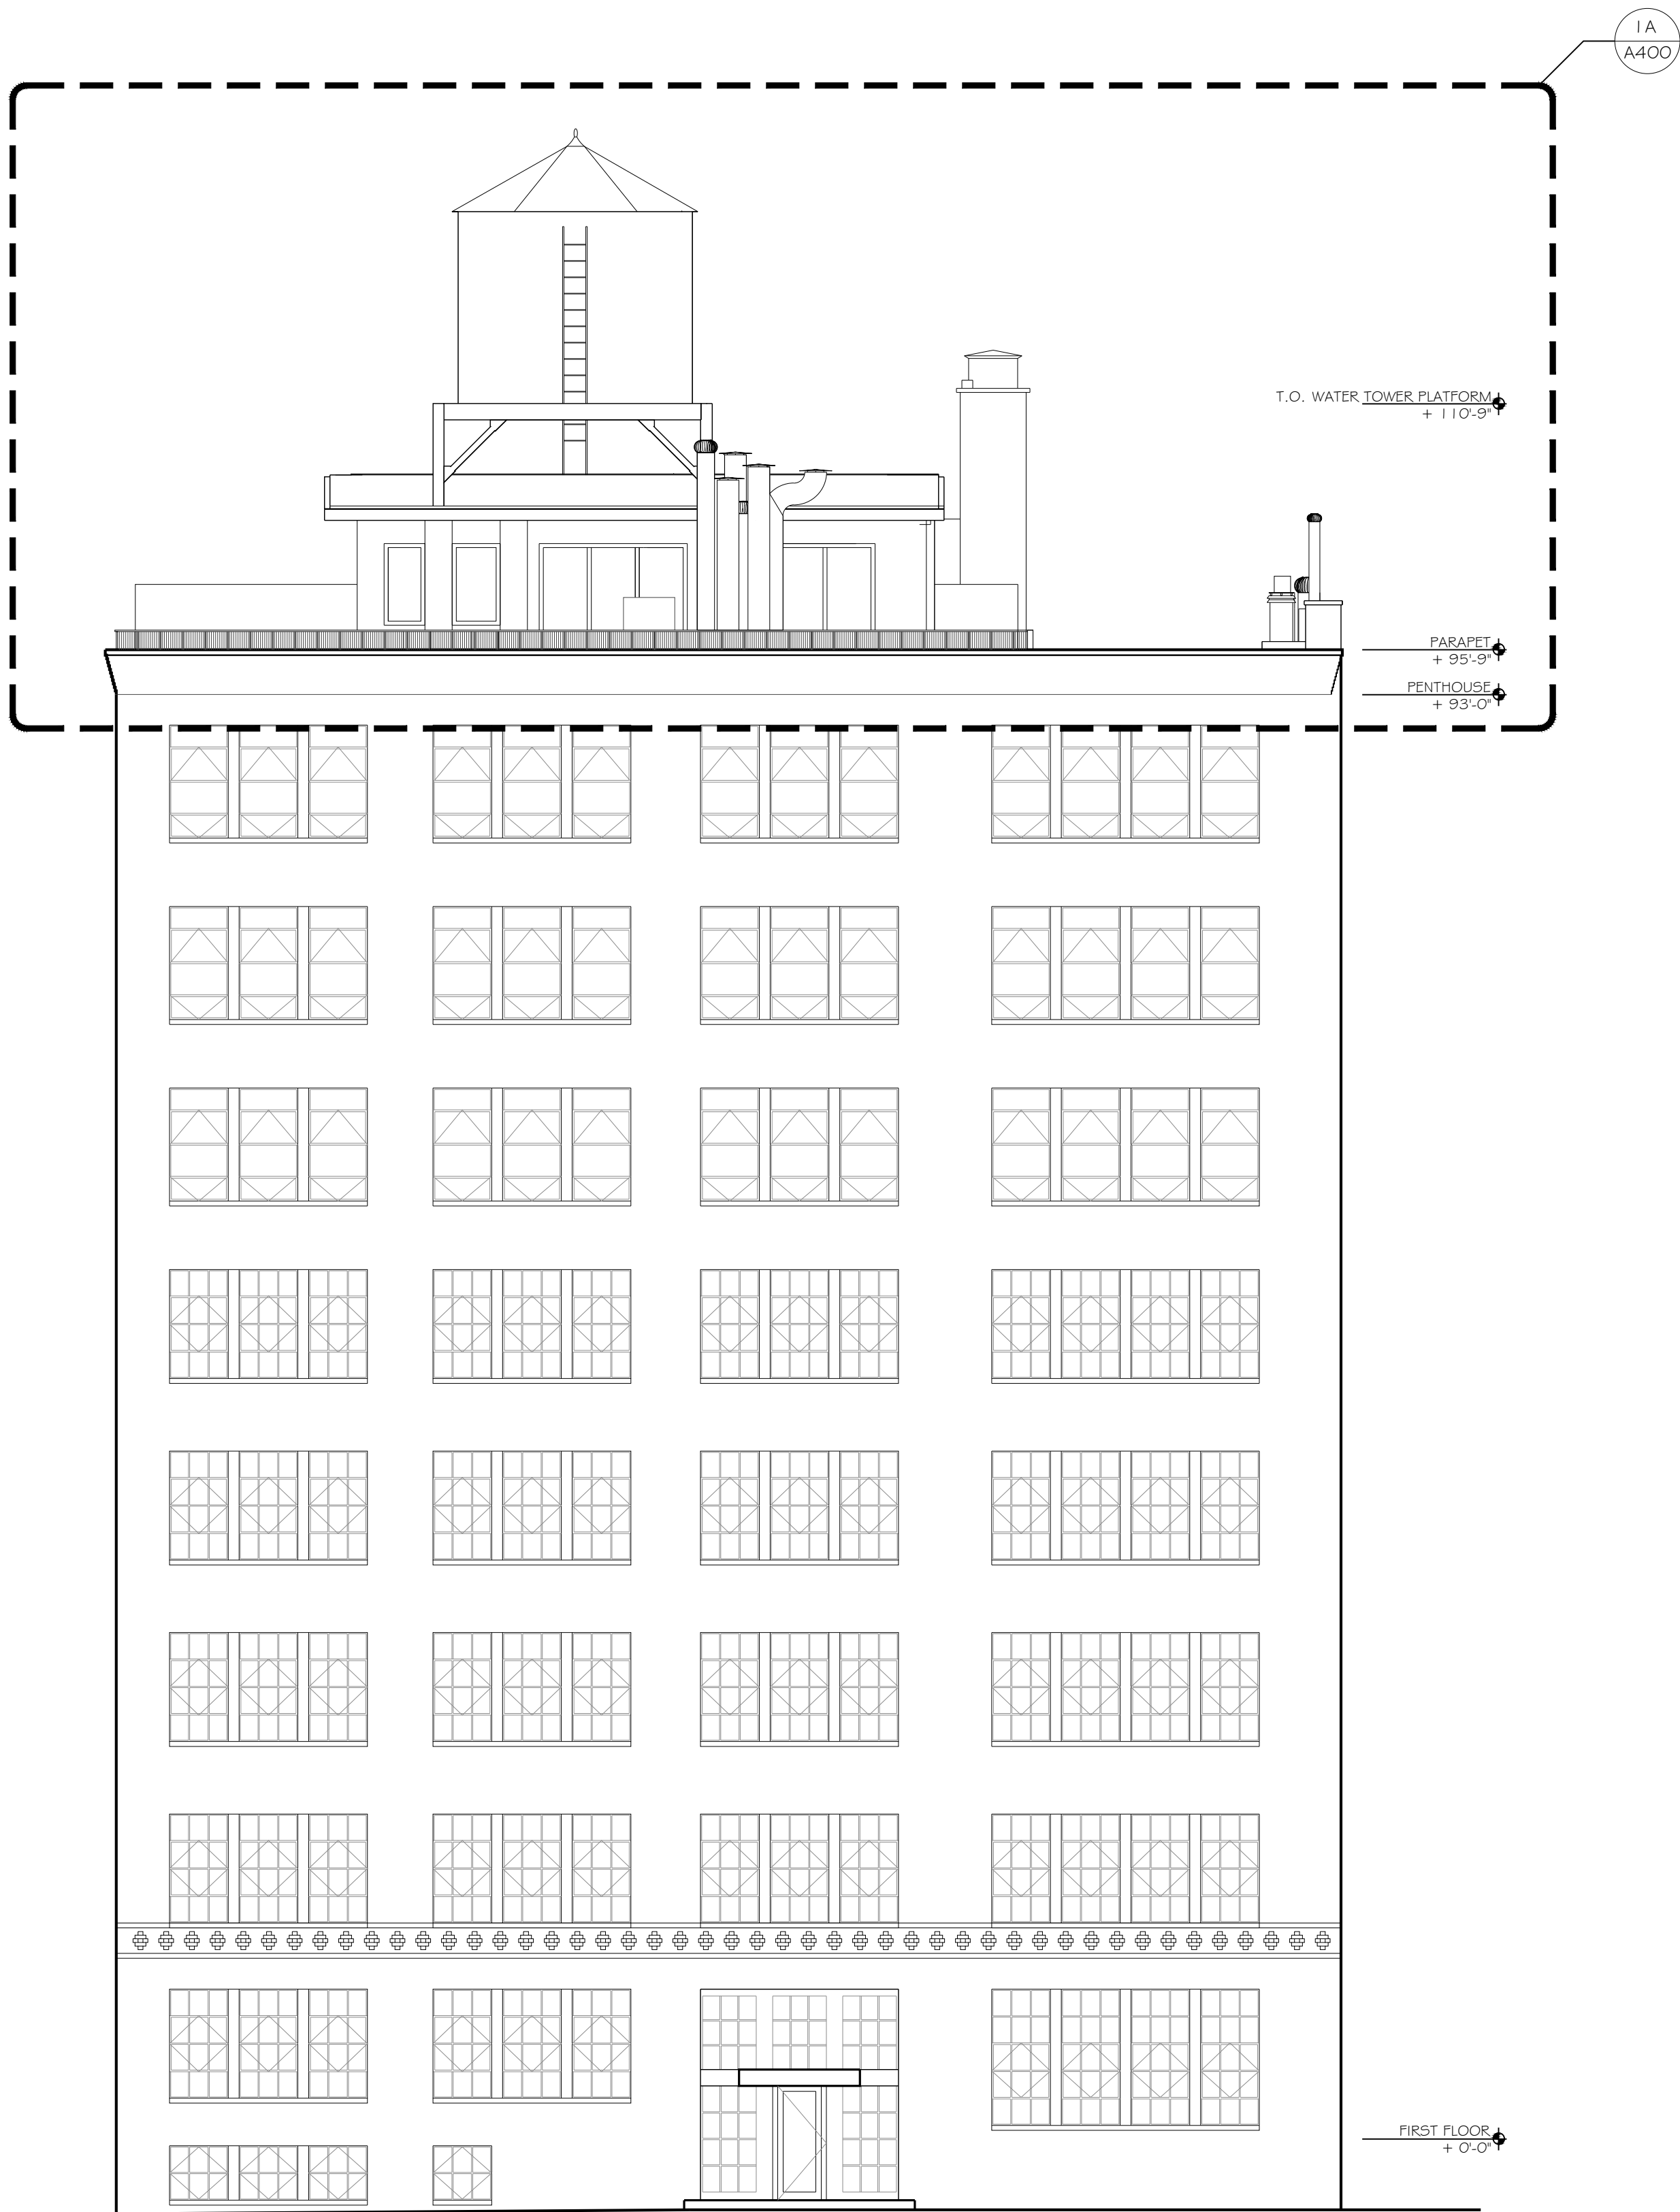 1A
A400
T.O. WATER TOWER PLATFORM
+ 110'-9"
PARAPET
+ 95'-9"
PENTHOUSE
+ 93'-0"
FIRST FLOOR
+ 0'-0"